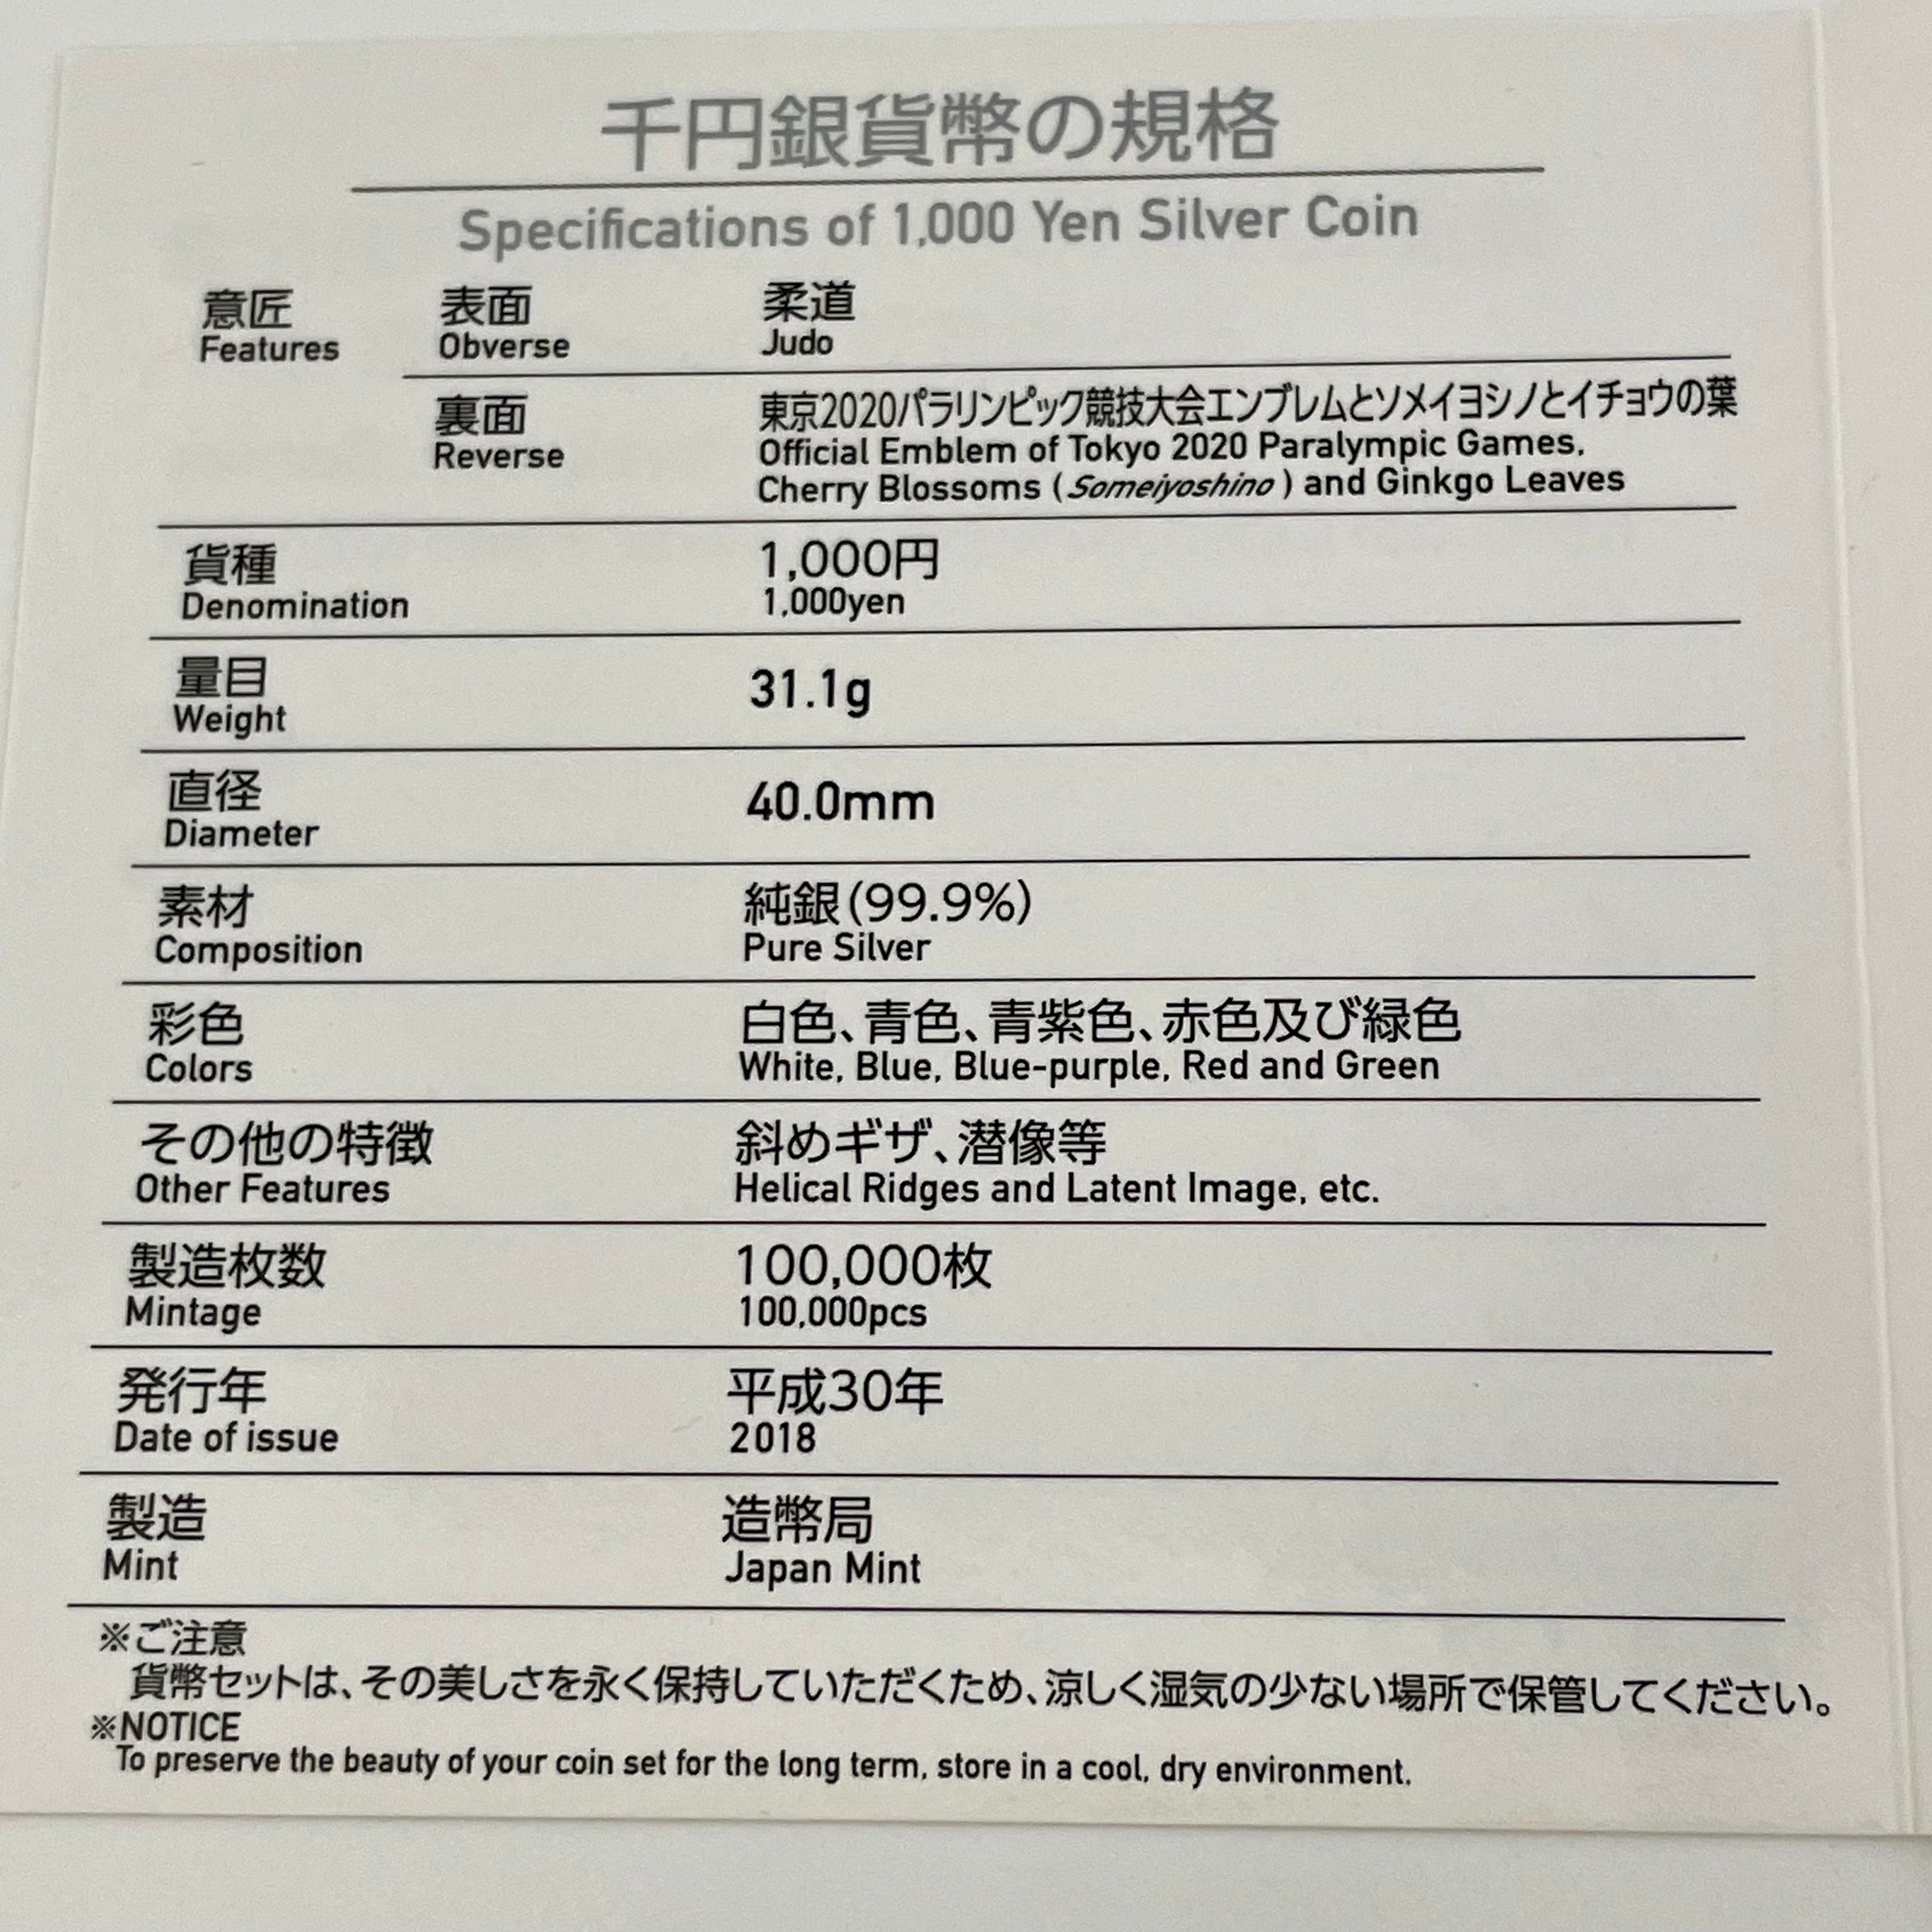 千円銀貨幣の規格
Specifications of 1,000 Yen Silver Coin
意匠 表面 柔道
Features Obverse Judo
裏面 東京2020パラリンピック競技大会エンブレムとソメイヨシノとイチョウの葉
Reverse Official Emblem of Tokyo 2020 Paralympic Games,
Cherry Blossoms (Someiyoshino) and Ginkgo Leaves
貨種 1,000円
Denomination 1,000yen
量目 31.1g
Weight
直径 40.0mm
Diameter
素材 純銀(99.9%)
Composition Pure Silver
彩色 白色、青色、青紫色、赤色及び緑色
Colors White, Blue, Blue-purple, Red and Green
その他の特徴 斜めギザ、潜像等
Other Features Helical Ridges and Latent Image, etc.
製造枚数 100,000枚
Mintage 100,000pcs
発行年 平成30年
Date of issue 2018
製造 造幣局
Mint Japan Mint
※ご注意
貨幣セットは、その美しさを永く保持していただくため、涼しく湿気の少ない場所で保管してください。
※NOTICE
To preserve the beauty of your coin set for the long term, store in a cool, dry environment.